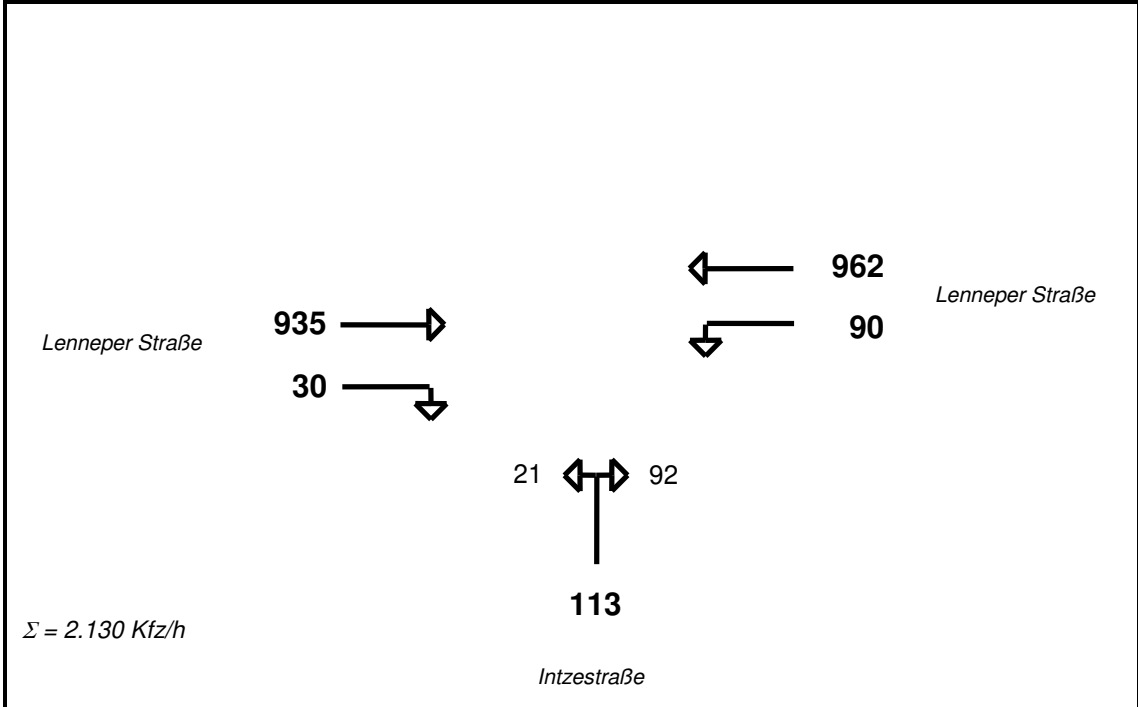 962
Lenneper Straße
935
90
Lenneper Straße
30
21
92
113
Σ = 2.130 Kfz/h
Intzestraße